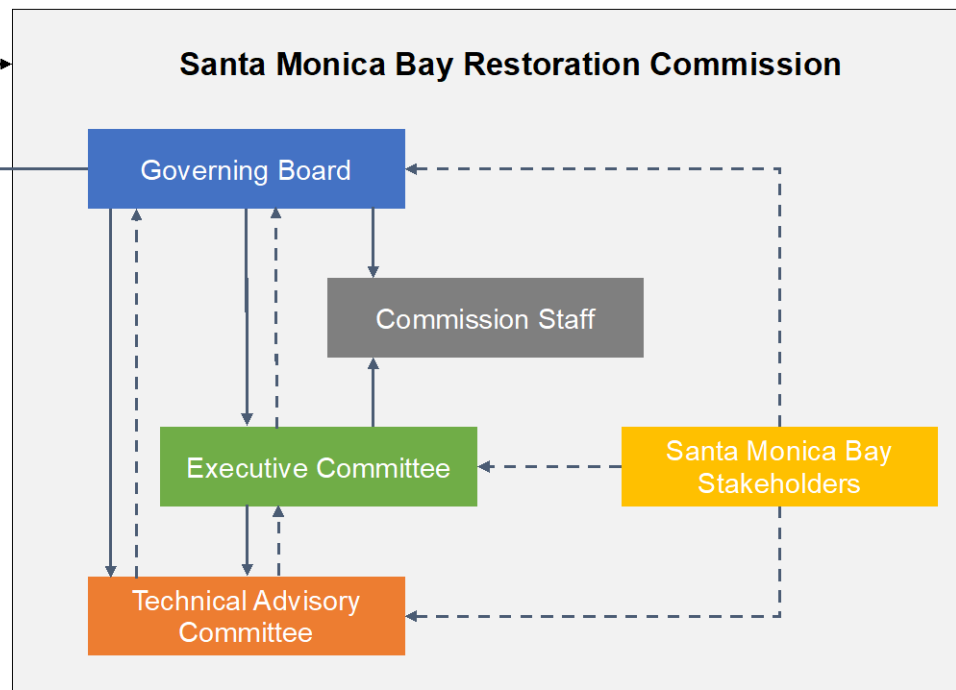 Santa Monica Bay Restoration Commission
Governing Board
Commission Staff
Executive Committee
Santa Monica Bay
Stakeholders
Technical Advisory
Committee